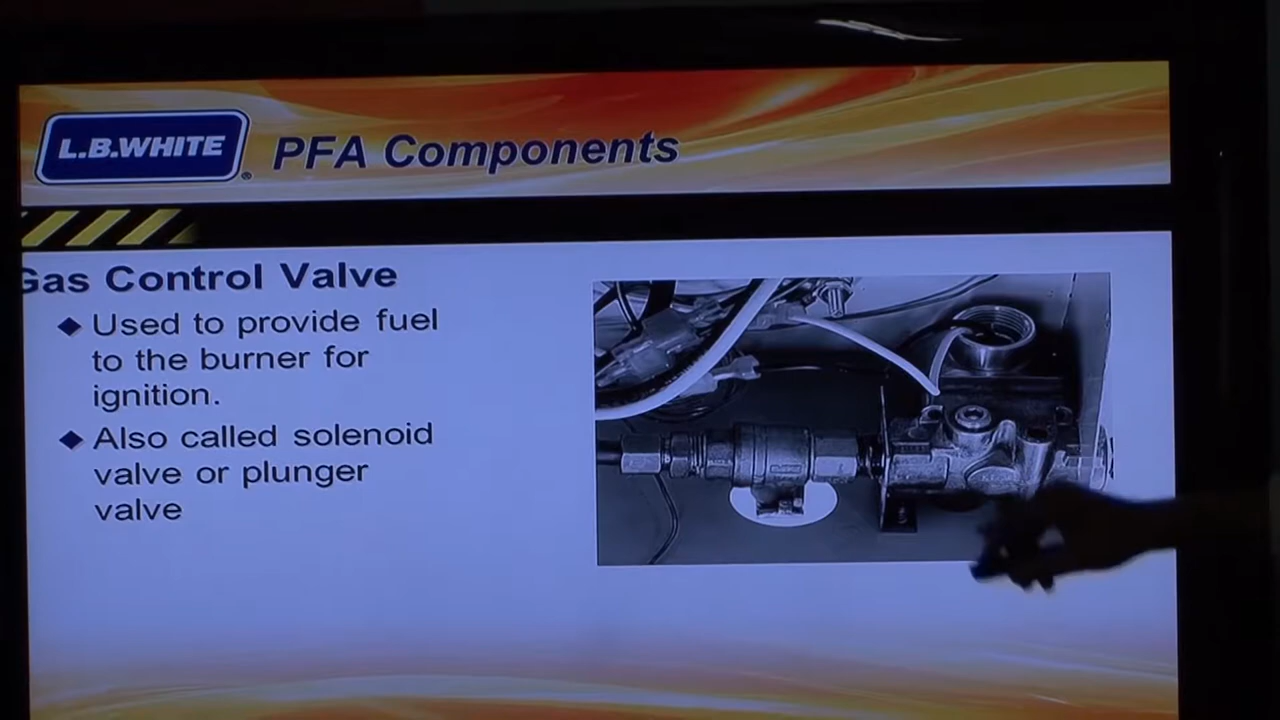 L.B.WHITE®
PFA Components
Gas Control Valve
◆ Used to provide fuel
to the burner for
ignition.
◆ Also called solenoid
valve or plunger
valve